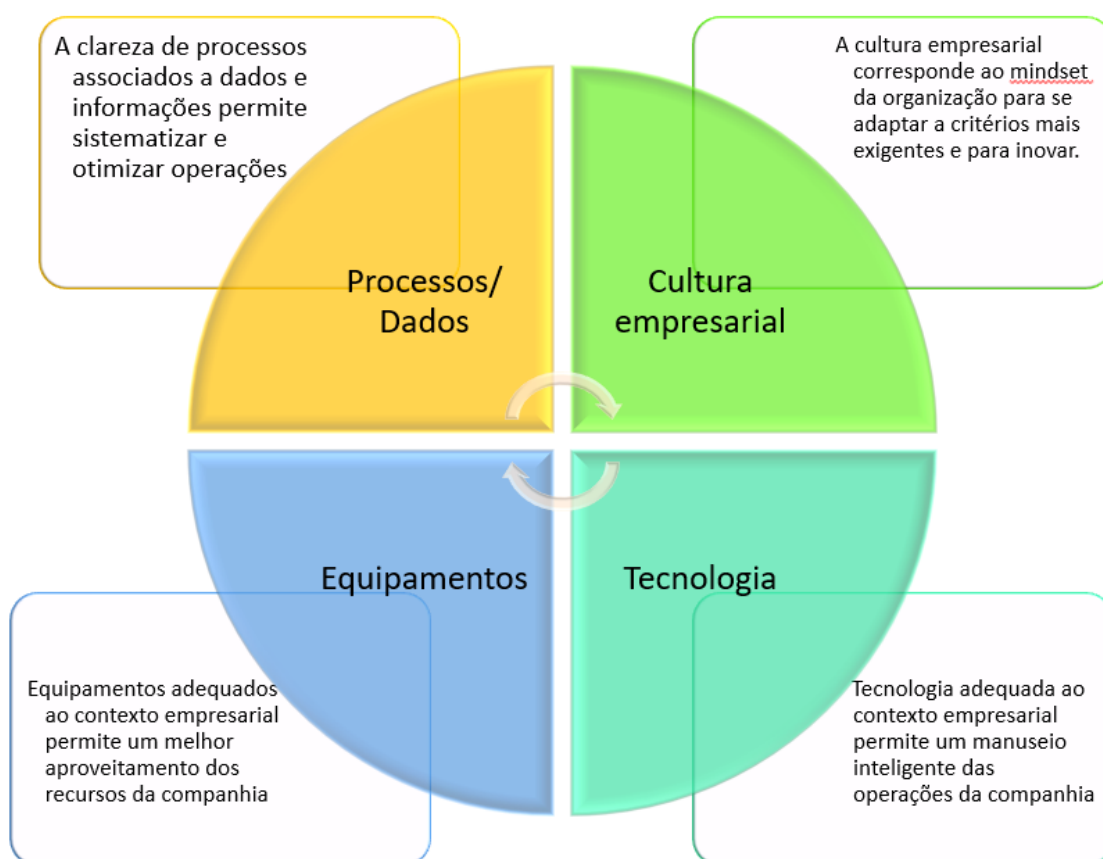 A clareza de processos
associados a dados e
informações permite
sistematizar e
otimizar operações
A cultura empresarial
corresponde ao mindset
da organização para se
adaptar a critérios mais
exigentes e para inovar.
Processos/
Dados
Cultura
empresarial
Equipamentos
Tecnologia
Equipamentos adequados
ao contexto empresarial
permite um melhor
aproveitamento dos
recursos da companhia
Tecnologia adequada ao
contexto empresarial
permite um manuseio
inteligente das
operações da companhia